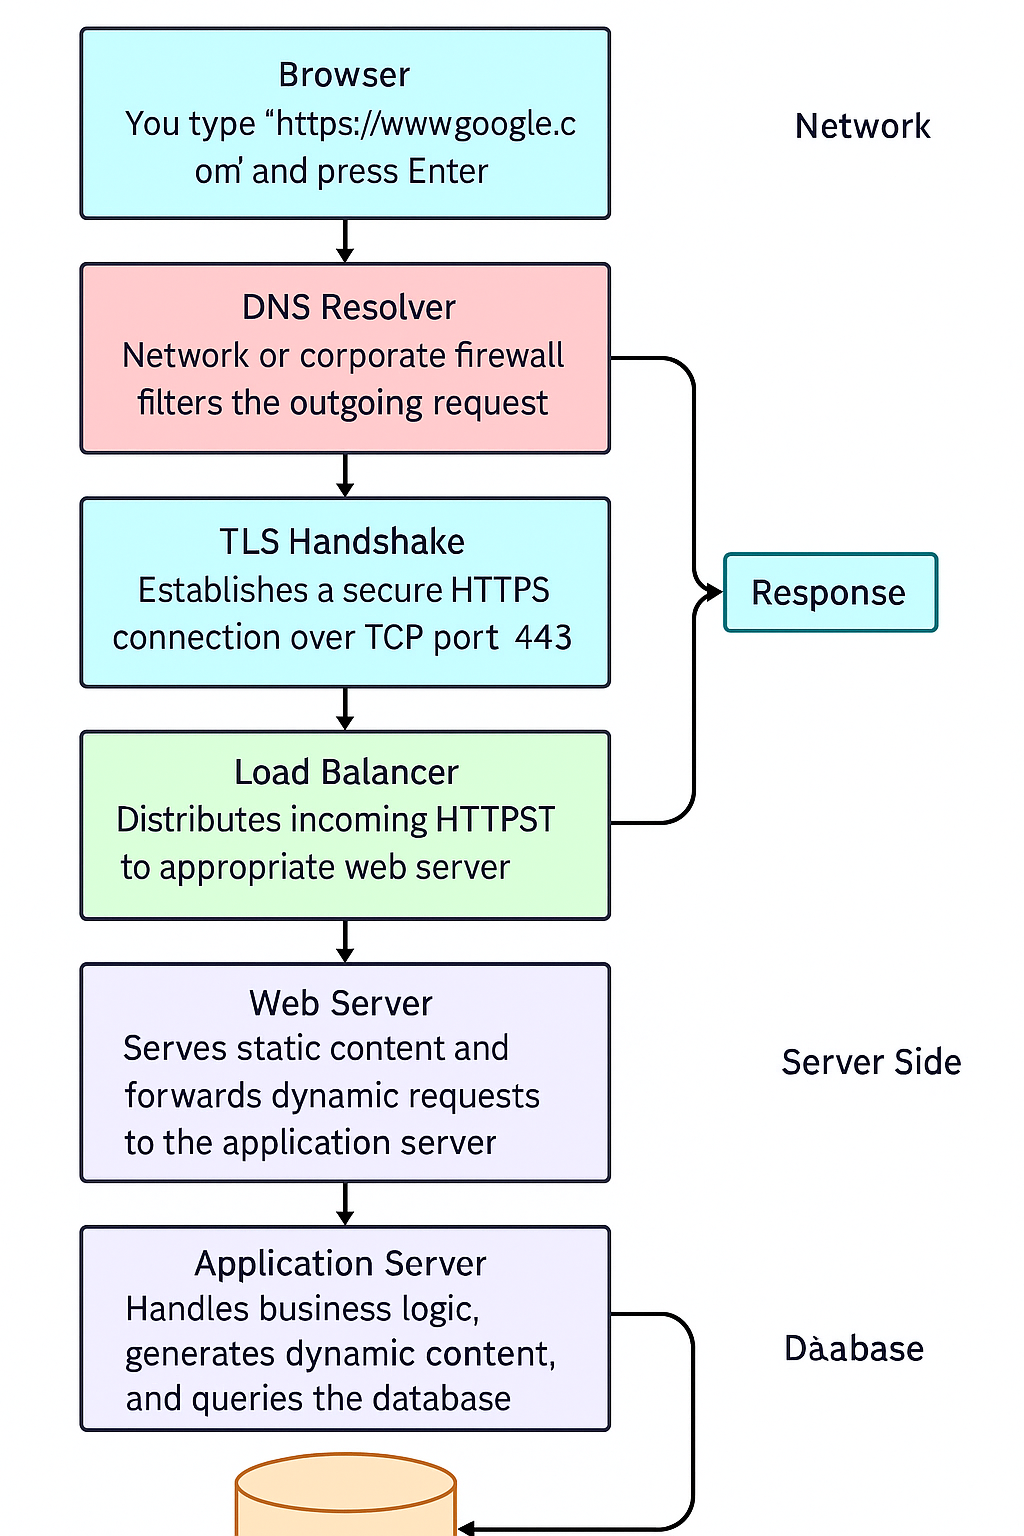 Browser
You type “https://wwwgoogle.c
om’ and press Enter
Network
DNS Resolver
Network or corporate firewall
filters the outgoing request
TLS Handshake
Establishes a secure HTTPS
connection over TCP port 443
Response
Load Balancer
Distributes incoming HTTPST
to appropriate web server
Web Server
Serves static content and
forwards dynamic requests
to the application server
Server Side
Application Server
Handles business logic,
generates dynamic content,
and queries the database
Dàabase